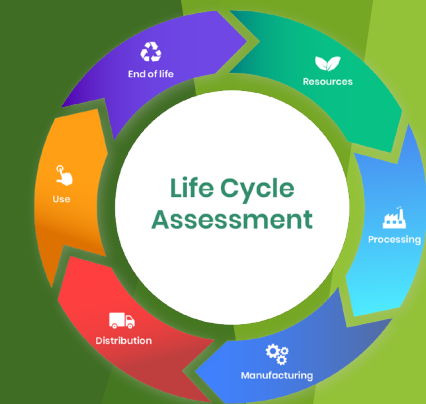 Life Cycle
Assessment
Resources
Processing
Manufacturing
Distribution
Use
End of life